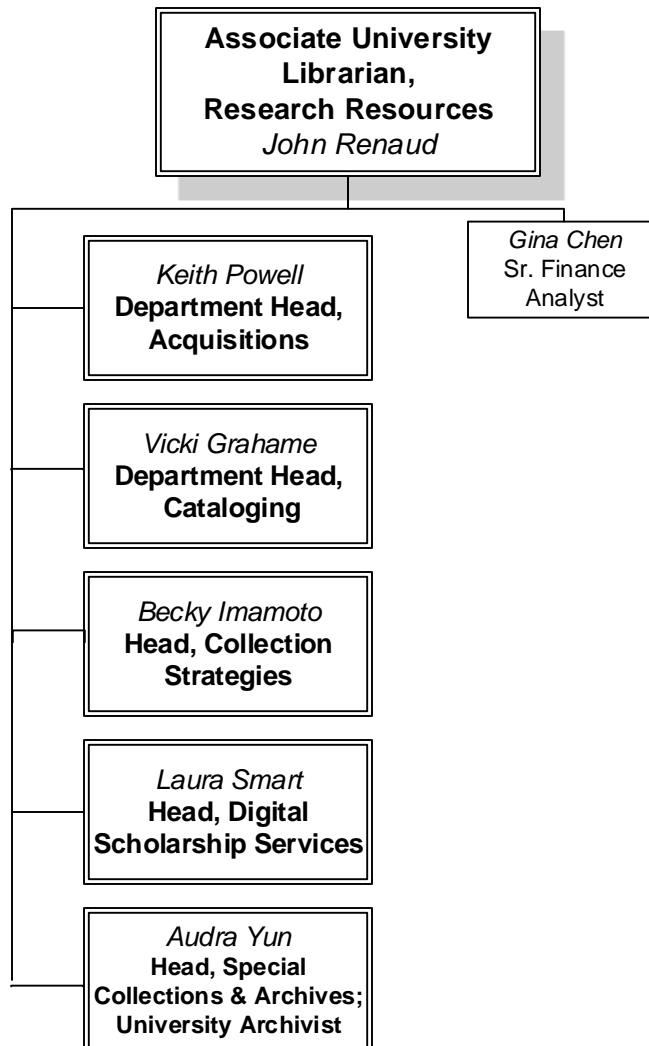 Associate University
Librarian,
Research Resources
John Renaud
Gina Chen
Sr. Finance
Analyst
Keith Powell
Department Head,
Acquisitions
Vicki Grahame
Department Head,
Cataloging
Becky Imamoto
Head, Collection
Strategies
Laura Smart
Head, Digital
Scholarship Services
Audra Yun
Head, Special
Collections & Archives;
University Archivist